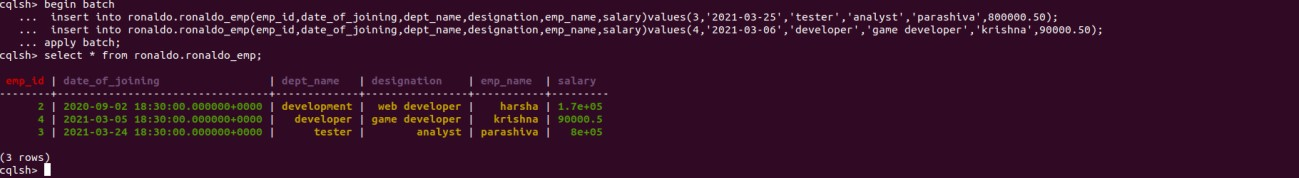 cqlsh> begin batch
   ...  insert into ronaldo.ronaldo_emp(emp_id,date_of_joining,dept_name,designation,emp_name,salary)values(3,'2021-03-25','tester','analyst','parashiva',800000.50);
   ...  insert into ronaldo.ronaldo_emp(emp_id,date_of_joining,dept_name,designation,emp_name,salary)values(4,'2021-03-06','developer','game developer','krishna',90000.50);
   ... apply batch;
cqlsh> select * from ronaldo.ronaldo_emp;
 emp_id | date_of_joining                 | dept_name   | designation    | emp_name  | salary
--------+---------------------------------+-------------+----------------+-----------+---------
      2 | 2020-09-02 18:30:00.000000+0000 | development |  web developer |    harsha | 1.7e+05
      4 | 2021-03-05 18:30:00.000000+0000 |   developer | game developer |   krishna | 90000.5
      3 | 2021-03-24 18:30:00.000000+0000 |      tester |        analyst | parashiva |   8e+05
(3 rows)
cqlsh>